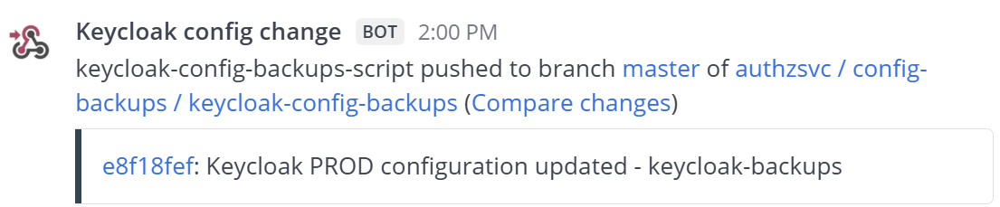 Keycloak config change BOT 2:00 PM
keycloak-config-backups-script pushed to branch master of authzsvc / config-
backups / keycloak-config-backups (Compare changes)
e8f18fef: Keycloak PROD configuration updated - keycloak-backups